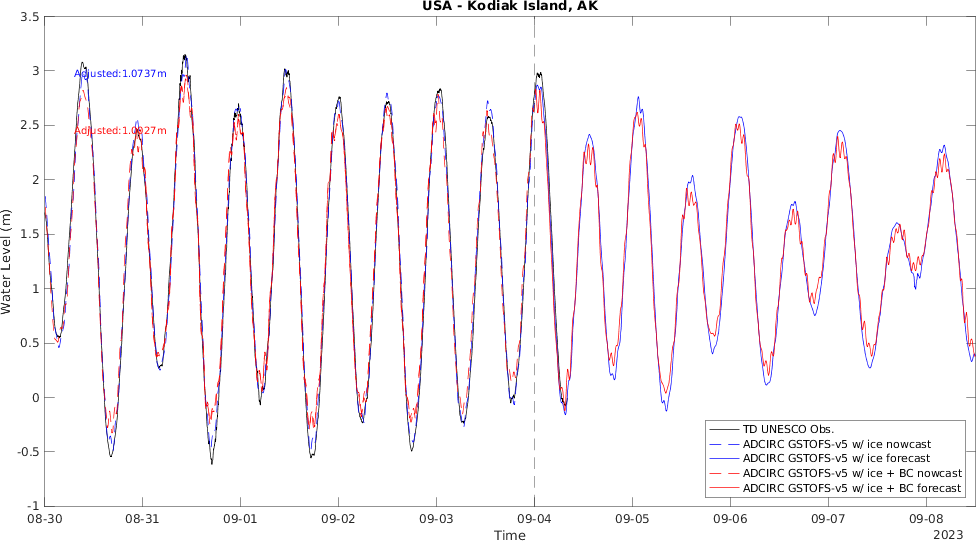 USA - Kodiak Island, AK
3.5
3
2.5
2
1.5
1
0.5
0
-0.5
-1
Water Level (m)
Adjusted:1.0737m
TD UNESCO Obs.
ADCIRC GSTOFS-v5 w/ ice nowcast
ADCIRC GSTOFS-v5 w/ ice forecast
ADCIRC GSTOFS-v5 w/ ice + BC nowcast
ADCIRC GSTOFS-v5 w/ ice + BC forecast
08-30 08-31 09-01 09-02 09-03 09-04 09-05 09-06 09-07 09-08
Time
2023